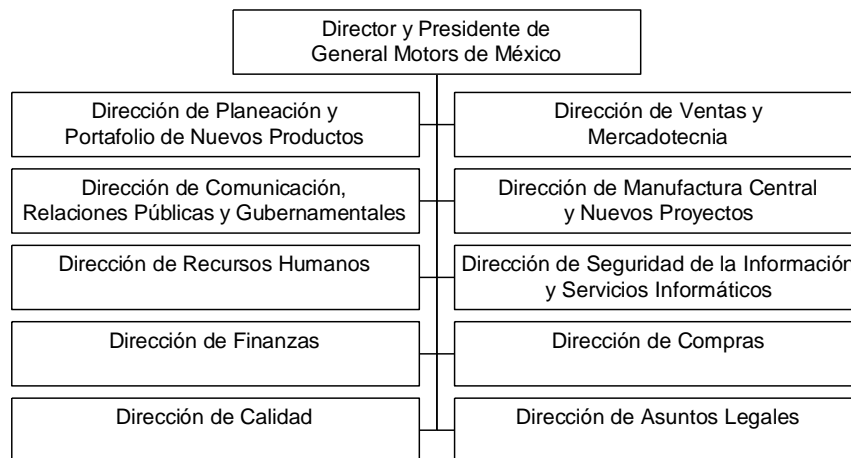 Director y Presidente de
General Motors de México
Dirección de Planeación y
Portafolio de Nuevos Productos
Dirección de Ventas y
Mercadotecnia
Dirección de Comunicación,
Relaciones Públicas y Gubernamentales
Dirección de Manufactura Central
y Nuevos Proyectos
Dirección de Recursos Humanos
Dirección de Seguridad de la Información
y Servicios Informáticos
Dirección de Finanzas
Dirección de Compras
Dirección de Calidad
Dirección de Asuntos Legales